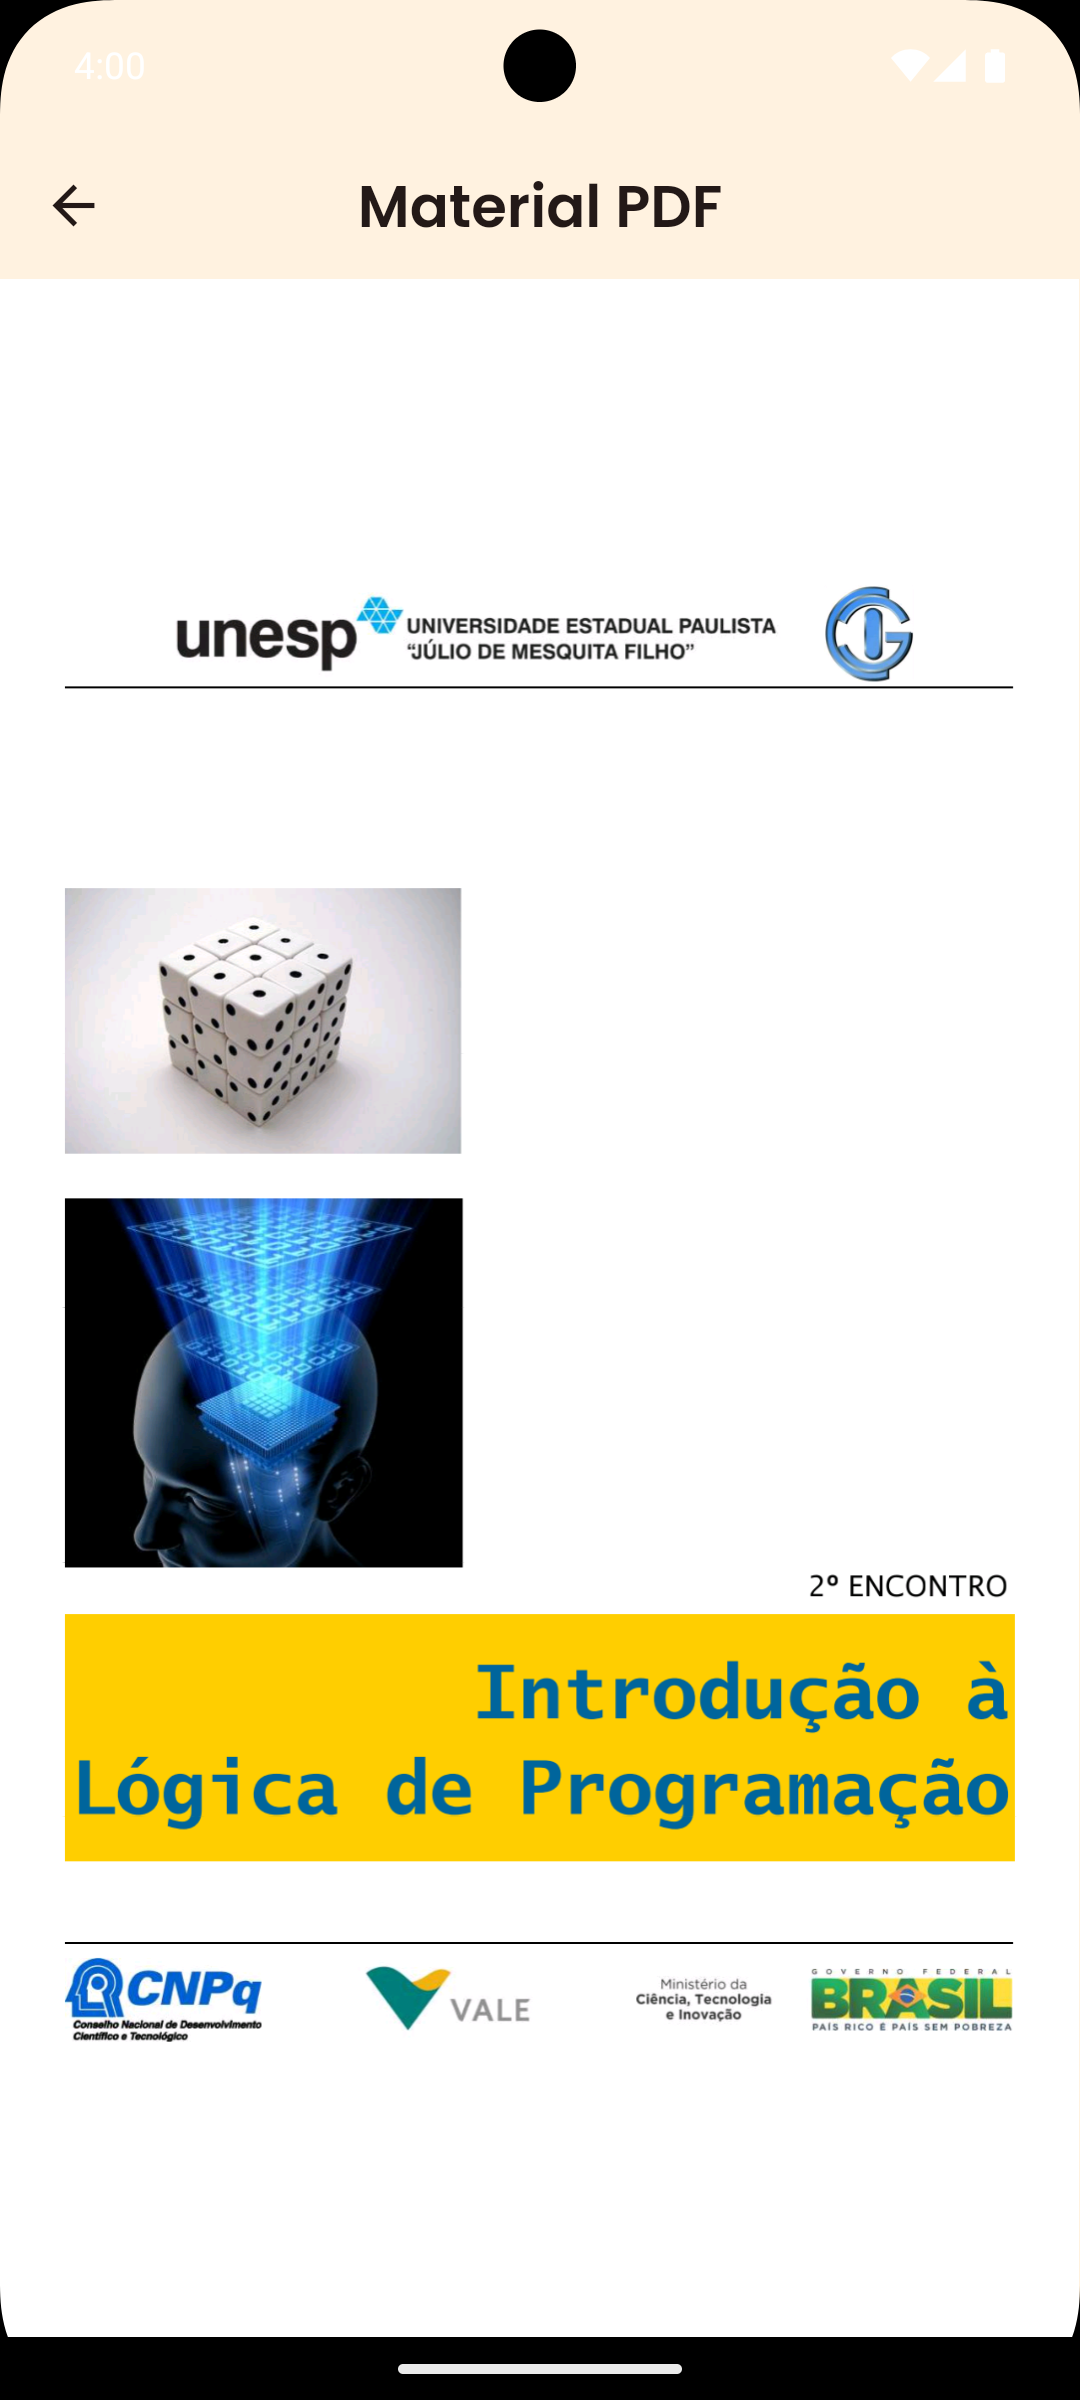 4:00
Material PDF
unesp
UNIVERSIDADE ESTADUAL PAULISTA
“JÚLIO DE MESQUITA FILHO”
2º ENCONTRO
Introdução à
Lógica de Programação
CNPq
Conselho Nacional de Desenvolvimento
Científico e Tecnológico
VALE
Ministério da
Ciência, Tecnologia
e Inovação
GOVERNO FEDERAL
BRASIL
PAÍS RICO É PAÍS SEM POBREZA